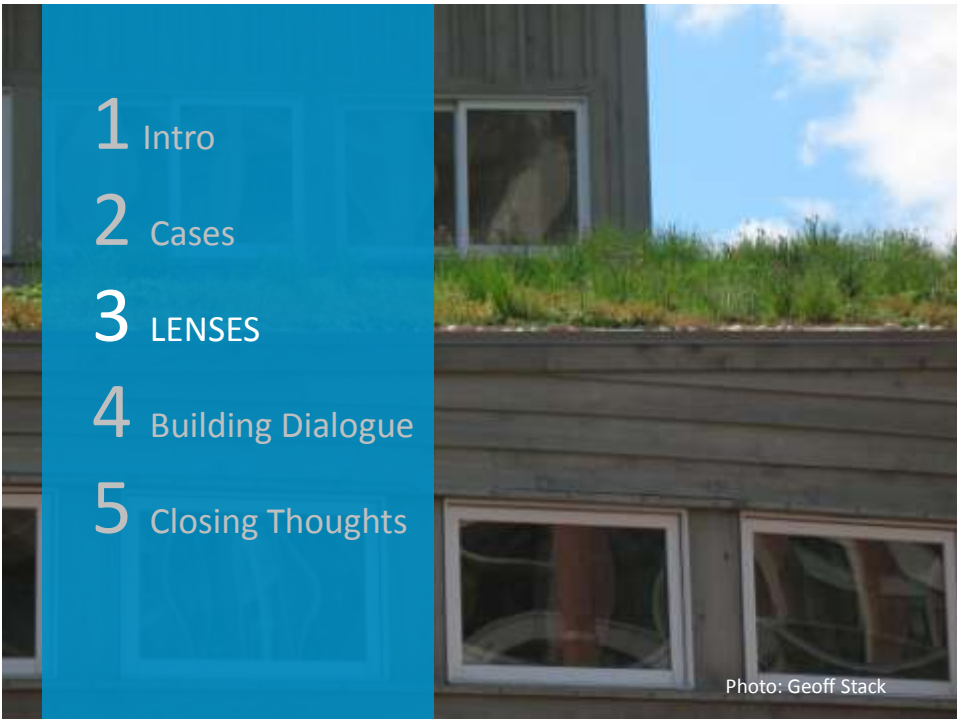 1 Intro
2 Cases
3 LENSES
4 Building Dialogue
5 Closing Thoughts
Photo: Geoff Stack